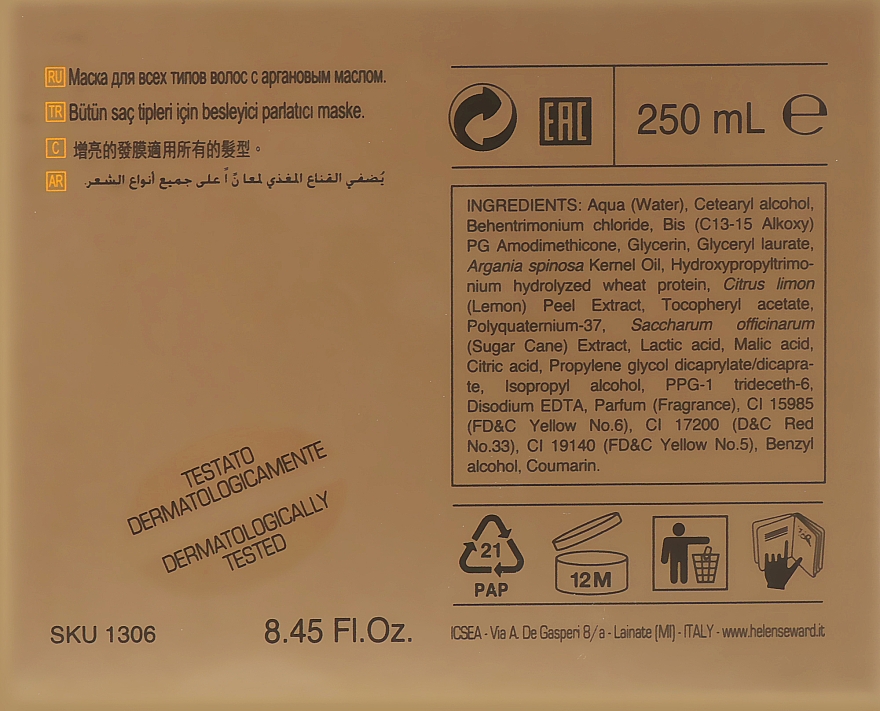 RU Маска для всех типов волос с аргановым маслом.
TR Bütün saç tipleri için besleyici parlatıcı maske.
C 增亮的發膜適用所有的髮型。
AR يُضفي القناع المغذي لمعا نًا على جميع أنواع الشعر.
TESTATO
DERMATOLOGICAMENTE
DERMATOLOGICALLY
TESTED
SKU 1306
8.45 Fl.Oz.
EAC
250 mL ℮
INGREDIENTS: Aqua (Water), Cetearyl alcohol,
Behentrimonium chloride, Bis (C13-15 Alkoxy)
PG Amodimethicone, Glycerin, Glyceryl laurate,
Argania spinosa Kernel Oil, Hydroxypropyltrimo-
nium hydrolyzed wheat protein, Citrus limon
(Lemon) Peel Extract, Tocopheryl acetate,
Polyquaternium-37, Saccharum officinarum
(Sugar Cane) Extract, Lactic acid, Malic acid,
Citric acid, Propylene glycol dicaprylate/dicapra-
te, Isopropyl alcohol, PPG-1 trideceth-6,
Disodium EDTA, Parfum (Fragrance), CI 15985
(FD&C Yellow No.6), CI 17200 (D&C Red
No.33), CI 19140 (FD&C Yellow No.5), Benzyl
alcohol, Coumarin.
21
PAP
12M
ICSEA - Via A. De Gasperi 8/a - Lainate (MI) - ITALY - www.helenseward.it